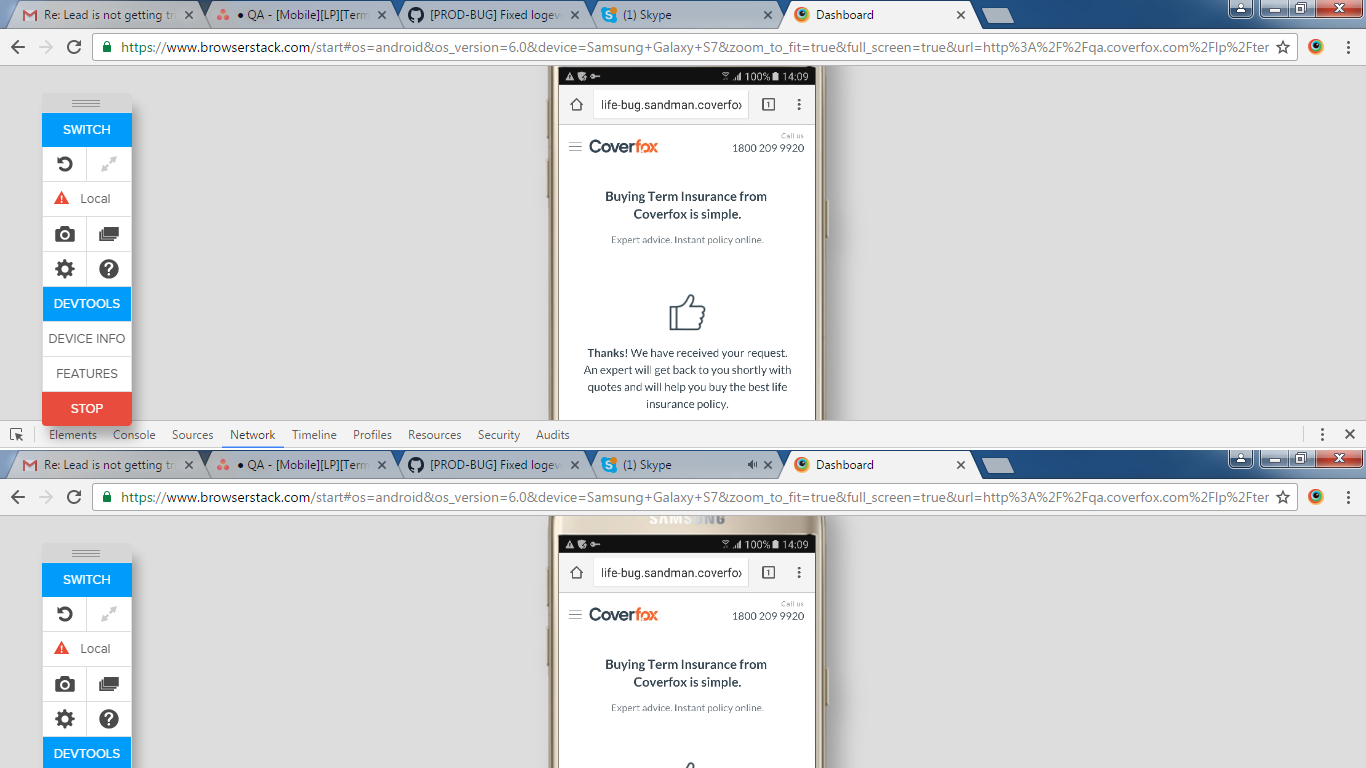 Re: Lead is not getting tri
● QA - [Mobile][LP][Term
[PROD-BUG] Fixed logeve
(1) Skype
Dashboard
https://www.browserstack.com/start#os=android&os_version=6.0&device=Samsung+Galaxy+S7&zoom_to_fit=true&full_screen=true&url=http%3A%2F%2Fqa.coverfox.com%2Flp%2Fter
100% 14:09
life-bug.sandman.coverfox
1
SWITCH
Local
DEVTOOLS
DEVICE INFO
FEATURES
STOP
Coverfox
Call us
1800 209 9920
Buying Term Insurance from
Coverfox is simple.
Expert advice. Instant policy online.
Thanks! We have received your request.
An expert will get back to you shortly with
quotes and will help you buy the best life
insurance policy.
Elements Console Sources Network Timeline Profiles Resources Security Audits
Re: Lead is not getting tri
● QA - [Mobile][LP][Term
[PROD-BUG] Fixed logeve
(1) Skype
Dashboard
https://www.browserstack.com/start#os=android&os_version=6.0&device=Samsung+Galaxy+S7&zoom_to_fit=true&full_screen=true&url=http%3A%2F%2Fqa.coverfox.com%2Flp%2Fter
SAMSUNG
100% 14:09
life-bug.sandman.coverfox
1
SWITCH
Local
DEVTOOLS
Coverfox
Call us
1800 209 9920
Buying Term Insurance from
Coverfox is simple.
Expert advice. Instant policy online.